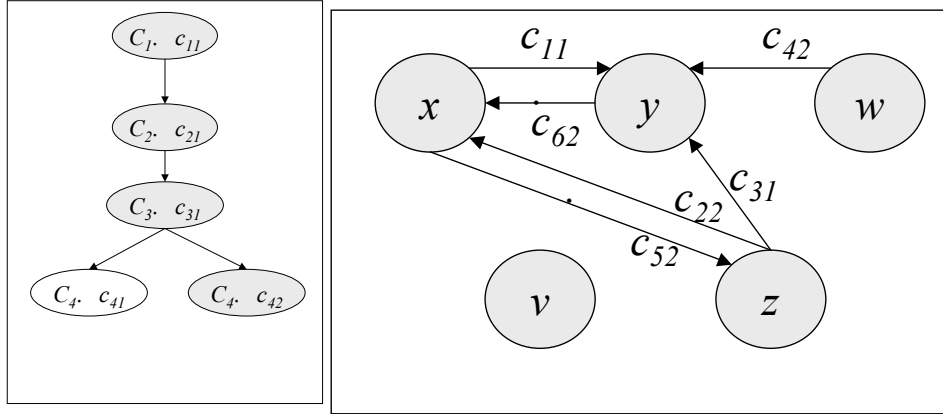 C₁. c₁₁
C₂. c₂₁
C₃. c₃₁
C₄. c₄₁
C₄. c₄₂
c₁₁
c₄₂
x
y
w
c₆₂
c₃₁
c₂₂
c₅₂
v
z